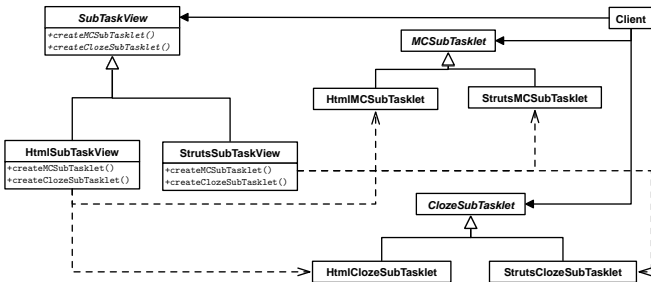 SubTaskView
+createMCSubTasklet()
+createClozeSubTasklet()
Client
MCSubTasklet
HtmlMCSubTasklet
StrutsMCSubTasklet
HtmlSubTaskView
+createMCSubTasklet()
+createClozeSubTasklet()
StrutsSubTaskView
+createMCSubTasklet()
+createClozeSubTasklet()
ClozeSubTasklet
HtmlClozeSubTasklet
StrutsClozeSubTasklet